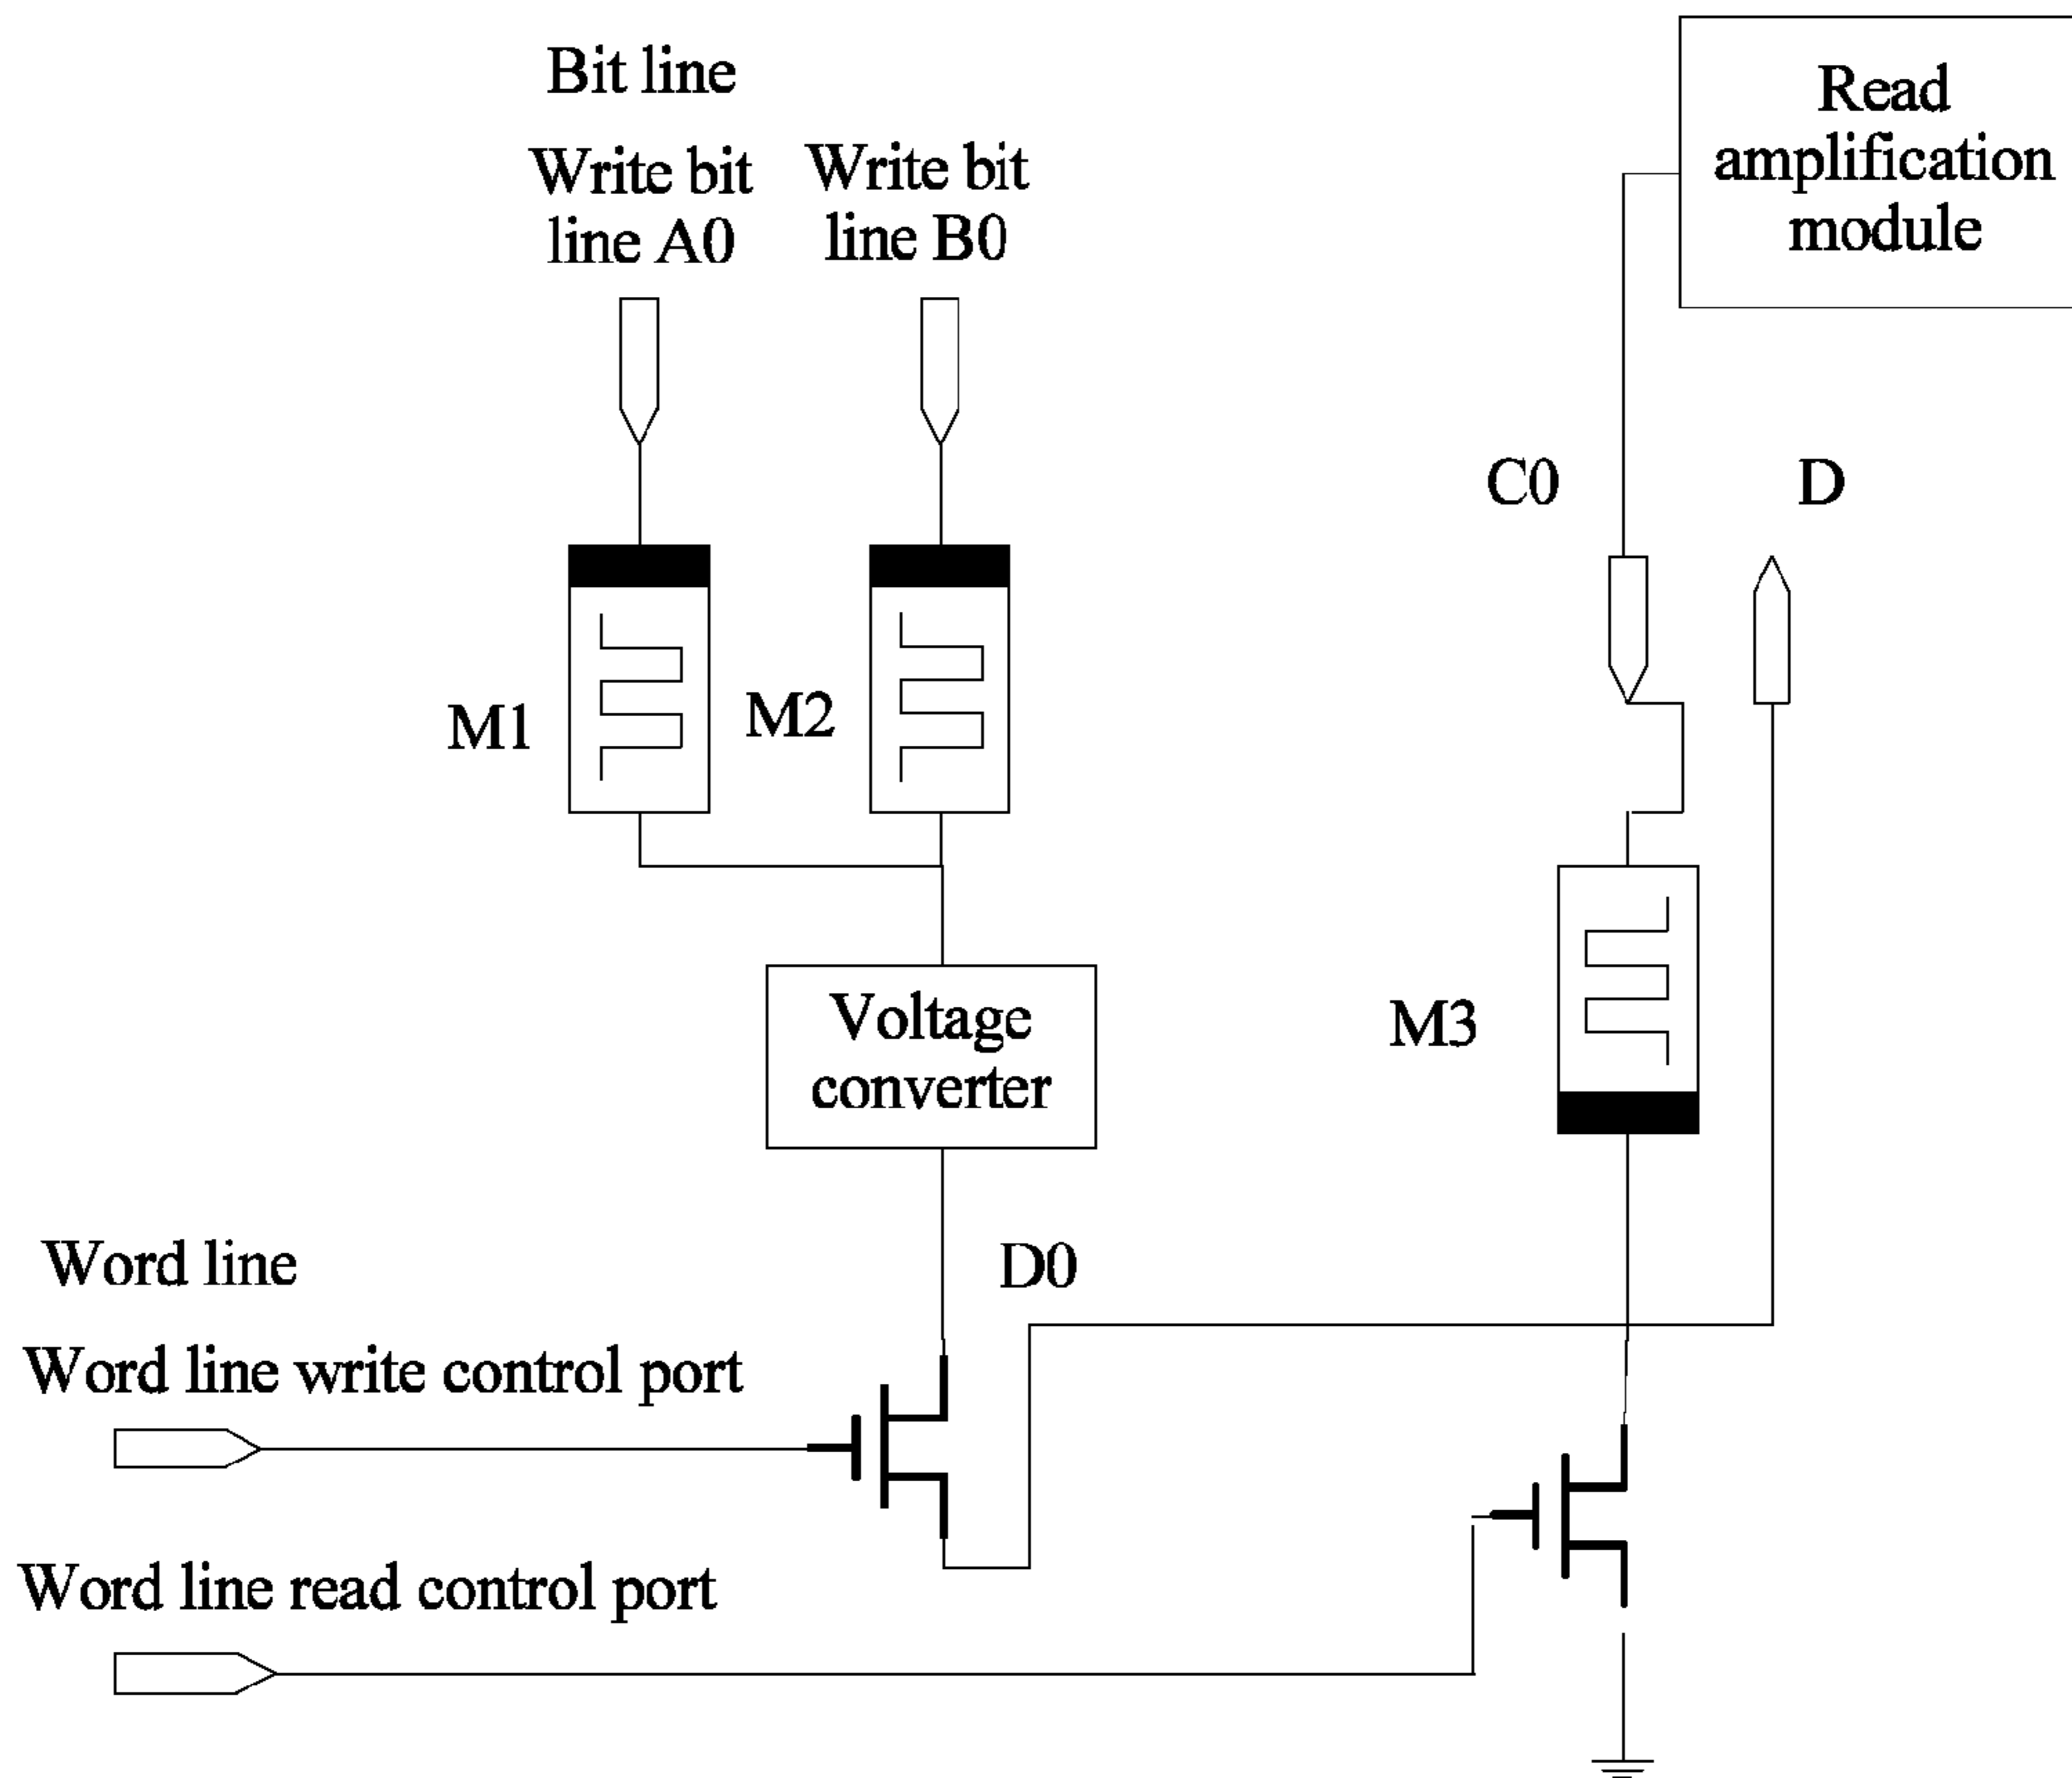 Bit line
Write bit
line A0
Write bit
line B0
Read
amplification
module
C0
D
M1
M2
M3
Voltage
converter
D0
Word line
Word line write control port
Word line read control port